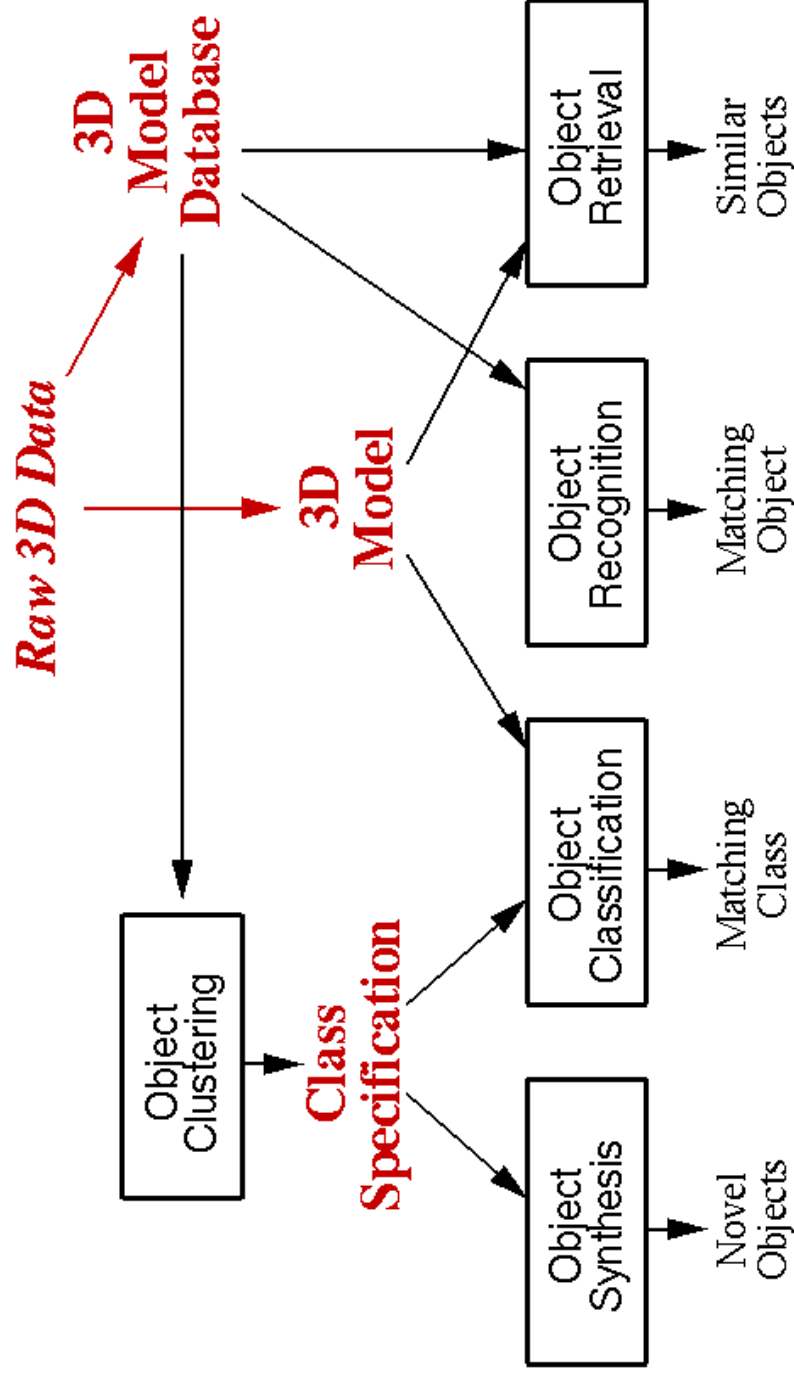 Raw 3D Data
3D
Model
Database
Object
Clustering
Class
Specification
3D
Model
Object
Synthesis
Object
Classification
Object
Recognition
Object
Retrieval
Novel
Objects
Matching
Class
Matching
Object
Similar
Objects